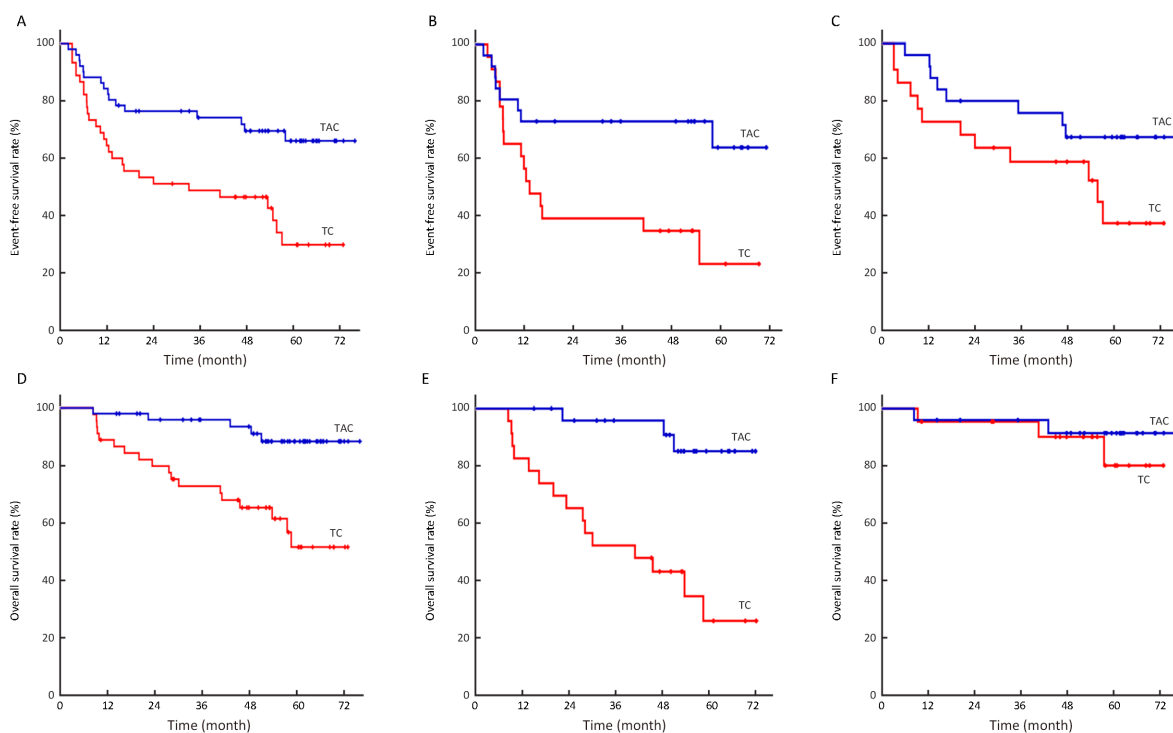 A
Event-free survival rate (%)
100
80
60
40
20
0
TAC
TC
0 12 24 36 48 60 72
Time (month)
B
Event-free survival rate (%)
100
80
60
40
20
0
TAC
TC
0 12 24 36 48 60 72
Time (month)
C
Event-free survival rate (%)
100
80
60
40
20
0
TAC
TC
0 12 24 36 48 60 72
Time (month)
D
Overall survival rate (%)
100
80
60
40
20
0
TAC
TC
0 12 24 36 48 60 72
Time (month)
E
Overall survival rate (%)
100
80
60
40
20
0
TAC
TC
0 12 24 36 48 60 72
Time (month)
F
Overall survival rate (%)
100
80
60
40
20
0
TAC
TC
0 12 24 36 48 60 72
Time (month)